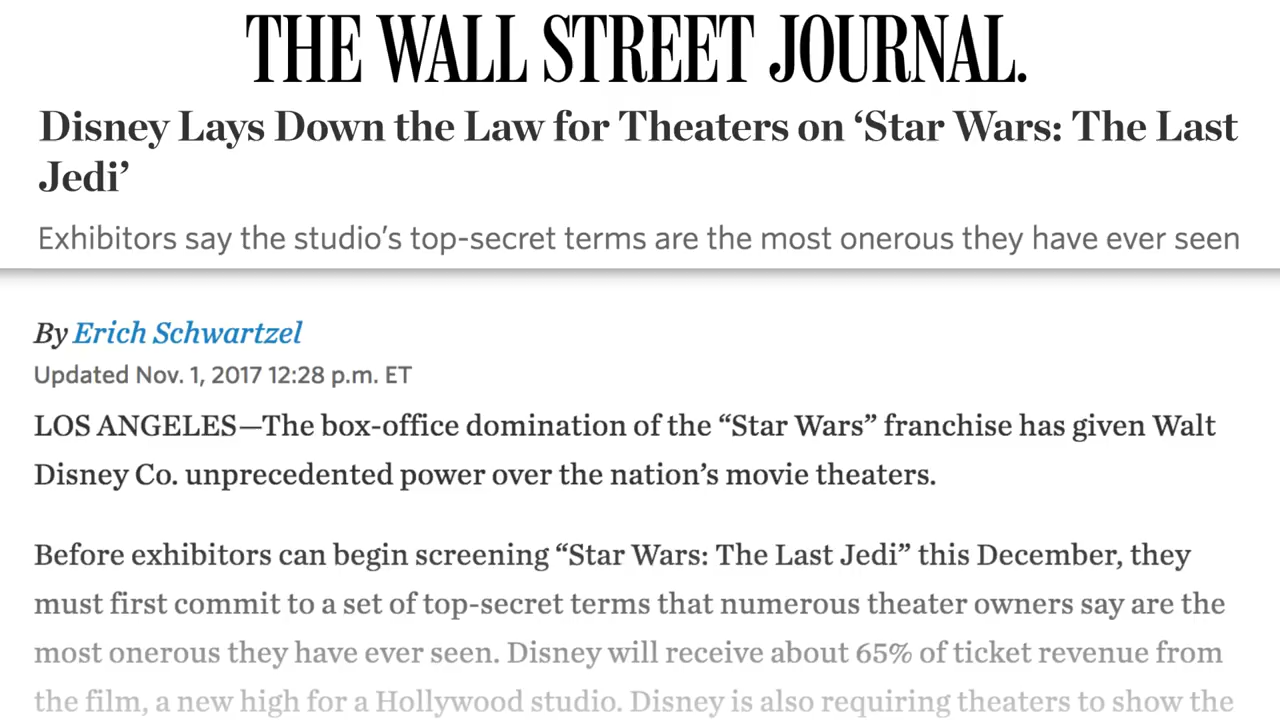 THE WALL STREET JOURNAL.
Disney Lays Down the Law for Theaters on ‘Star Wars: The Last
Jedi’
Exhibitors say the studio’s top-secret terms are the most onerous they have ever seen
By Erich Schwartzel
Updated Nov. 1, 2017 12:28 p.m. ET
LOS ANGELES—The box-office domination of the “Star Wars” franchise has given Walt
Disney Co. unprecedented power over the nation’s movie theaters.
Before exhibitors can begin screening “Star Wars: The Last Jedi” this December, they
must first commit to a set of top-secret terms that numerous theater owners say are the
most onerous they have ever seen. Disney will receive about 65% of ticket revenue from
the film, a new high for a Hollywood studio. Disney is also requiring theaters to show the